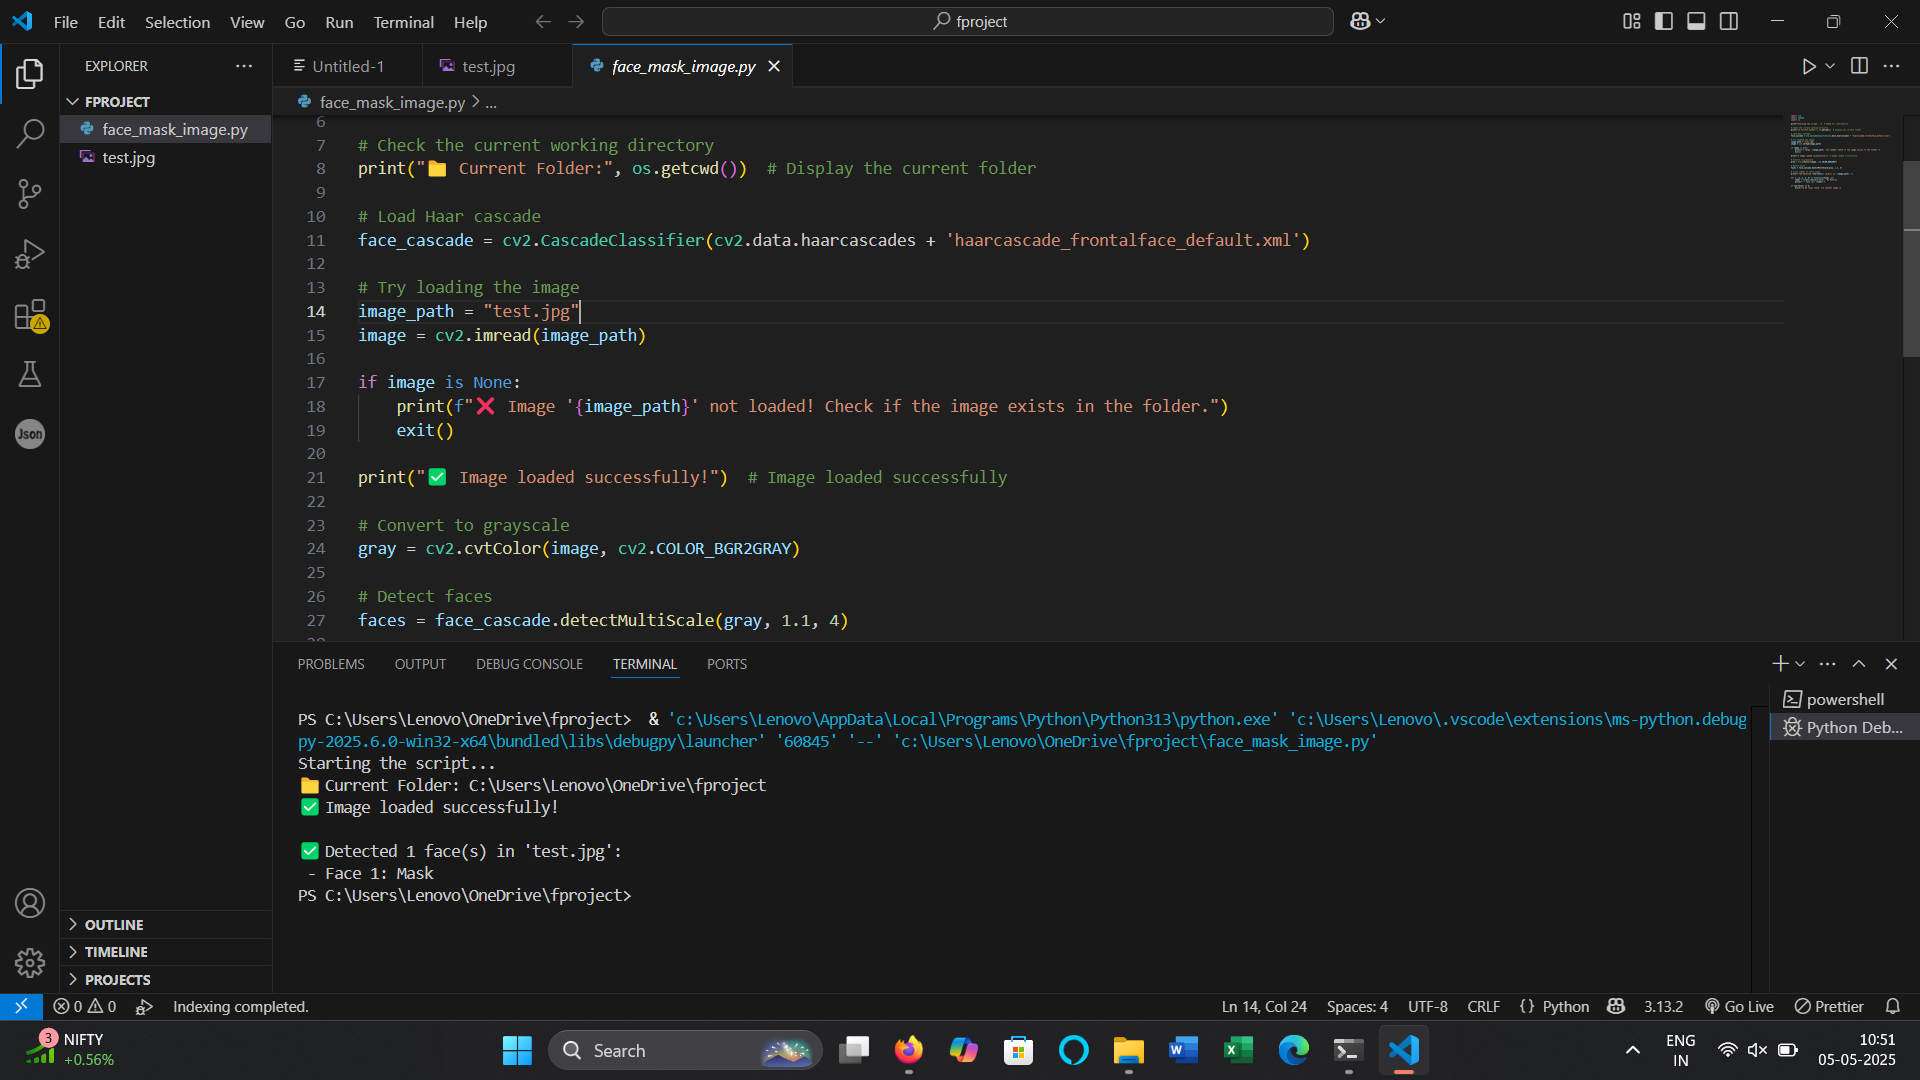 File Edit Selection View Go Run Terminal Help
fproject
EXPLORER
Untitled-1
test.jpg
face_mask_image.py
FPROJECT
face_mask_image.py
test.jpg
face_mask_image.py > ...
6
7 # Check the current working directory
8 print("📁 Current Folder:", os.getcwd())  # Display the current folder
9
10 # Load Haar cascade
11 face_cascade = cv2.CascadeClassifier(cv2.data.haarcascades + 'haarcascade_frontalface_default.xml')
12
13 # Try loading the image
14 image_path = "test.jpg"
15 image = cv2.imread(image_path)
16
17 if image is None:
18     print(f"❌ Image '{image_path}' not loaded! Check if the image exists in the folder.")
19     exit()
20
21 print("✅ Image loaded successfully!")  # Image loaded successfully
22
23 # Convert to grayscale
24 gray = cv2.cvtColor(image, cv2.COLOR_BGR2GRAY)
25
26 # Detect faces
27 faces = face_cascade.detectMultiScale(gray, 1.1, 4)
Json
PROBLEMS OUTPUT DEBUG CONSOLE TERMINAL PORTS
powershell
Python Deb...
PS C:\Users\Lenovo\OneDrive\fproject>  & 'c:\Users\Lenovo\AppData\Local\Programs\Python\Python313\python.exe' 'c:\Users\Lenovo\.vscode\extensions\ms-python.debug
py-2025.6.0-win32-x64\bundled\libs\debugpy\launcher' '60845' '--' 'c:\Users\Lenovo\OneDrive\fproject\face_mask_image.py'
Starting the script...
📁 Current Folder: C:\Users\Lenovo\OneDrive\fproject
✅ Image loaded successfully!
✅ Detected 1 face(s) in 'test.jpg':
- Face 1: Mask
PS C:\Users\Lenovo\OneDrive\fproject>
OUTLINE
TIMELINE
PROJECTS
0 0 Indexing completed.
Ln 14, Col 24 Spaces: 4 UTF-8 CRLF {} Python 3.13.2 Go Live Prettier
3
NIFTY
+0.56%
Search
ENG
IN
10:51
05-05-2025